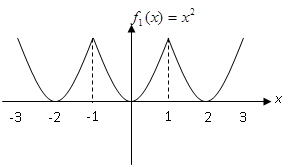 f₁(x) = x²
x
-3 -2 -1 1 2 3